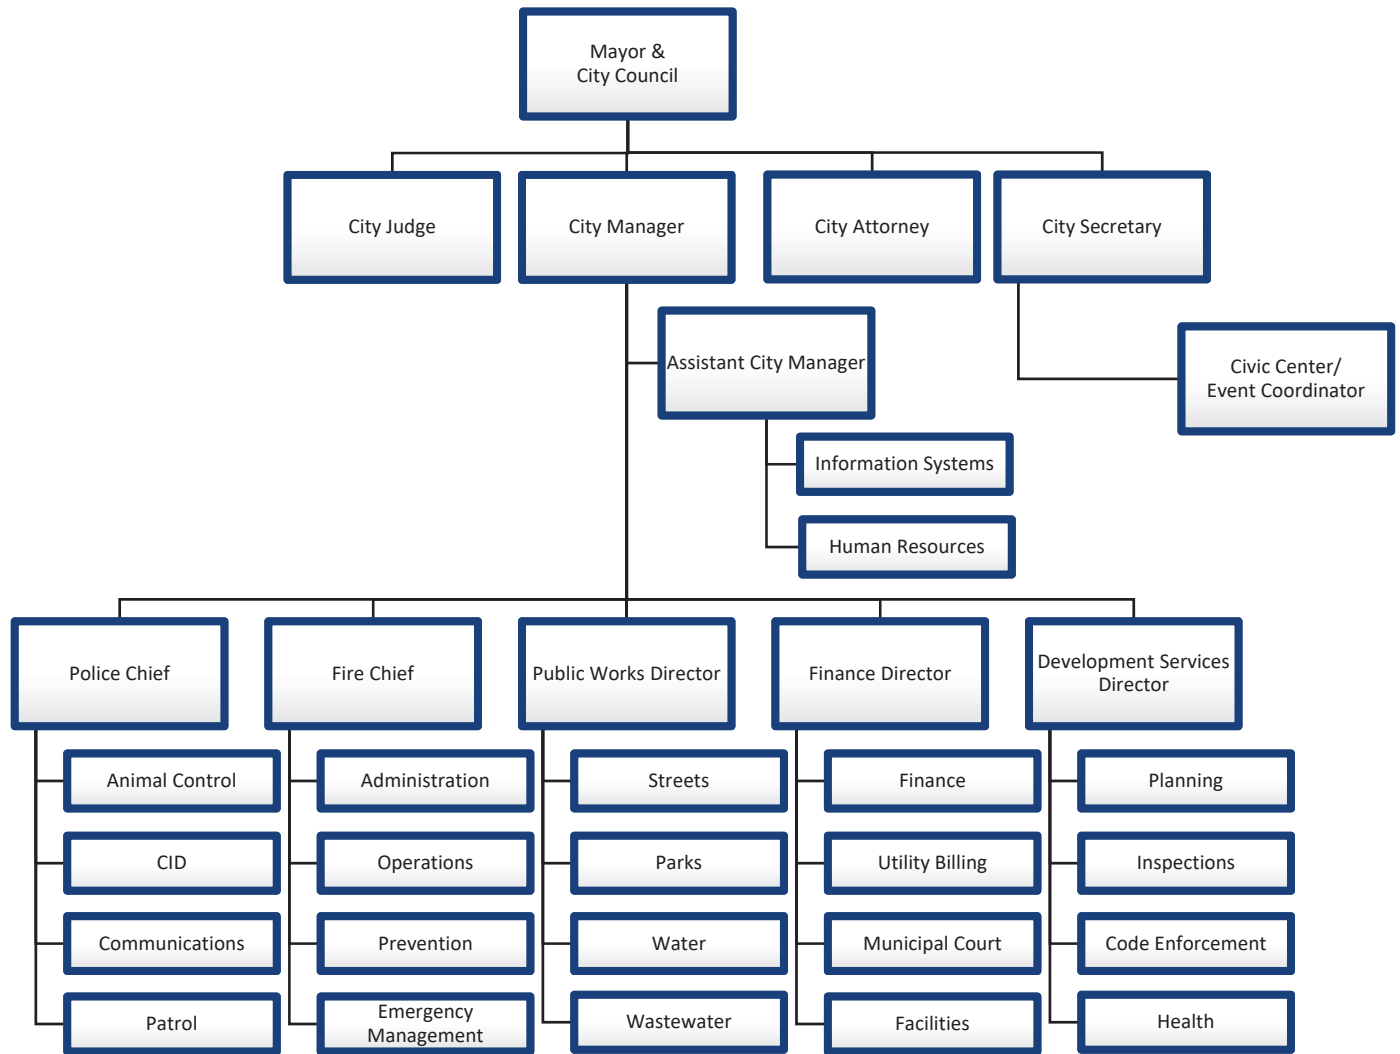 Mayor &
City Council
City Judge
City Manager
City Attorney
City Secretary
Assistant City Manager
Civic Center/
Event Coordinator
Information Systems
Human Resources
Police Chief
Fire Chief
Public Works Director
Finance Director
Development Services
Director
Animal Control
Administration
Streets
Finance
Planning
CID
Operations
Parks
Utility Billing
Inspections
Communications
Prevention
Water
Municipal Court
Code Enforcement
Patrol
Emergency
Management
Wastewater
Facilities
Health